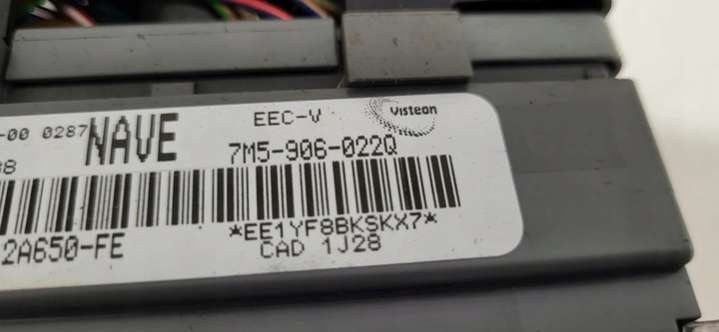 EEC-V Visteon
-00 0287 NAVE 7M5-906-022Q
2A650-FE *EE1YF8BKSKX7*
CAD 1J28